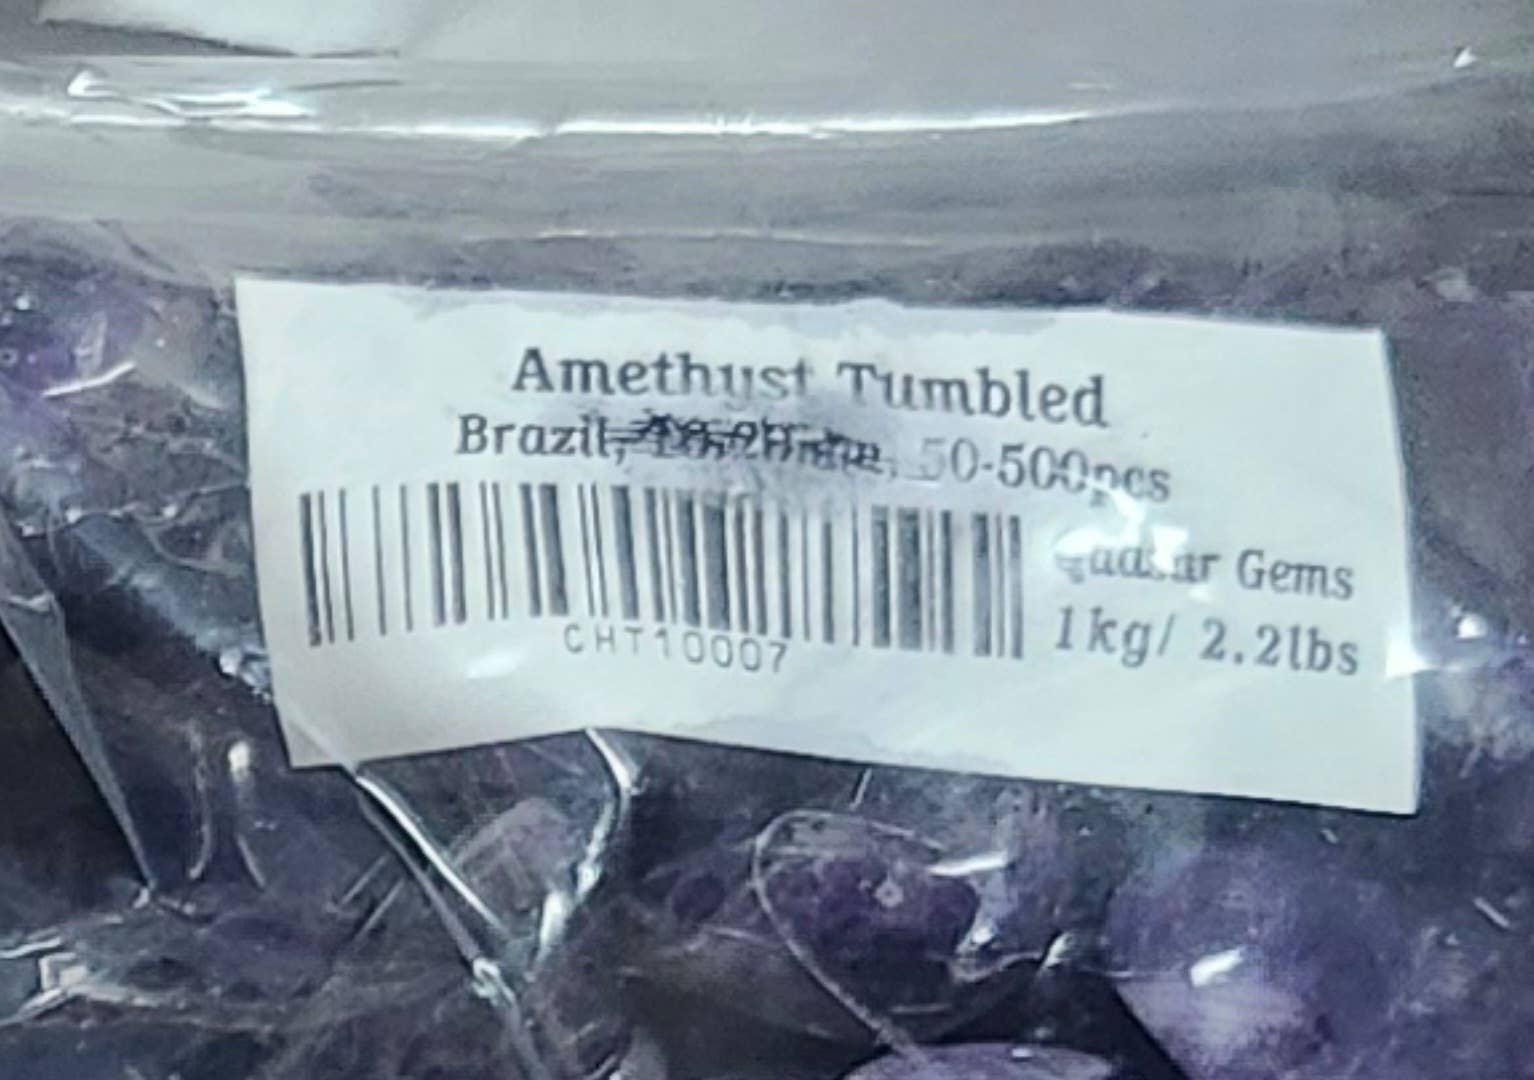 Amethyst Tumbled
Brazil, 50-500pcs
Gems
1kg/ 2.2lbs
CHT10007